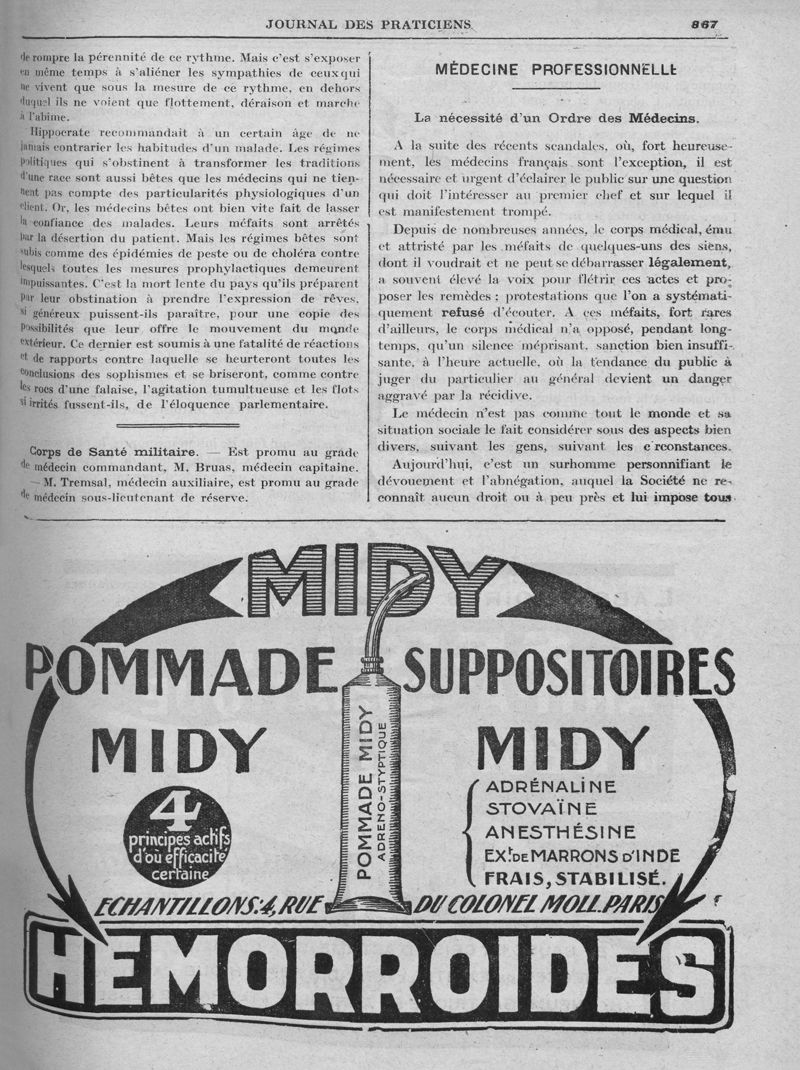 JOURNAL DES PRATICIENS
867
de rompre la pérennité de ce rythme. Mais c'est s'exposer
en même temps à s'aliéner les sympathies de ceux qui
ne vivent que sous la mesure de ce rythme, en dehors
duquel ils ne voient que flottement, déraison et marche
à l'abime.
Hippocrate recommandait à un certain âge de ne
jamais contrarier les habitudes d'un malade. Les régimes
politiques qui s'obstinent à transformer les traditions
d'une race sont aussi bêtes que les médecins qui ne tien-
nent pas compte des particularités physiologiques d'un
client. Or, les médecins bêtes ont bien vite fait de lasser
la confiance des malades. Leurs méfaits sont arrêtés
par la désertion du patient. Mais les régimes bêtes sont
subis comme des épidémies de peste ou de choléra contre
lesquels toutes les mesures prophylactiques demeurent
impuissantes. C'est la mort lente du pays qu'ils préparent
par leur obstination à prendre l'expression de rêves,
si généreux puissent-ils paraitre, pour une copie des
possibilités que leur offre le mouvement du monde
extérieur. Ce dernier est soumis à une fatalité de réactions
et de rapports contre laquelle se heurteront toutes les
conclusions des sophismes et se briseront, comme contre
les rocs d'une falaise, l'agitation tumultueuse et les flots
si irrités fussent-ils, de l'éloquence parlementaire.
Corps de Santé militaire. — Est promu au grade
de médecin commandant, M. Bruas, médecin capitaine.
— M. Tremsal, médecin auxiliaire, est promu au grade
de médecin sous-lieutenant de réserve.
MÉDECINE PROFESSIONNELLE
La nécessité d'un Ordre des Médecins.
A la suite des récents scandales, où, fort heureuse-
ment, les médecins français sont l'exception, il est
nécessaire et urgent d'éclairer le public sur une question
qui doit l'intéresser au premier chef et sur lequel il
est manifestement trompé.
Depuis de nombreuses années, le corps médical, ému
et attristé par les méfaits de quelques-uns des siens,
dont il voudrait et ne peut se débarrasser légalement,
a souvent élevé la voix pour flétrir ces actes et pro-
poser les remèdes ; protestations que l'on a systémati-
quement refusé d'écouter. A ces méfaits, fort rares
d'ailleurs, le corps médical n'a opposé, pendant long-
temps, qu'un silence méprisant, sanction bien insuffi-
sante, à l'heure actuelle, où la tendance du public à
juger du particulier au général devient un danger
aggravé par la récidive.
Le médecin n'est pas comme tout le monde et sa
situation sociale le fait considérer sous des aspects bien
divers, suivant les gens, suivant les c rconstances.
Aujourd'hui, c'est un surhomme personnifiant le
dévouement et l'abnégation, auquel la Société ne re-
connaît aucun droit ou à peu près et lui impose tous
MIDY
POMMADE
MIDY
4
principes actifs
d'où efficacité
certaine
POMMADE MIDY
ADRENO-STYPTIQUE
SUPPOSITOIRES
MIDY
ADRÉNALINE
STOVAÏNE
ANESTHÉSINE
EXt. DE MARRONS D'INDE
FRAIS, STABILISÉ.
ECHANTILLONS: 4, RUE DU COLONEL MOLL. PARIS
HEMORROIDES